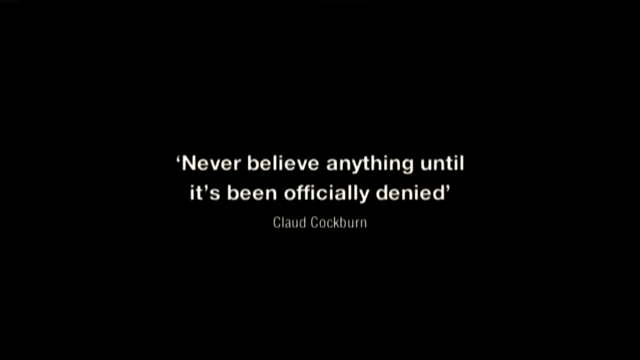 ‘Never believe anything until
it’s been officially denied’
Claud Cockburn